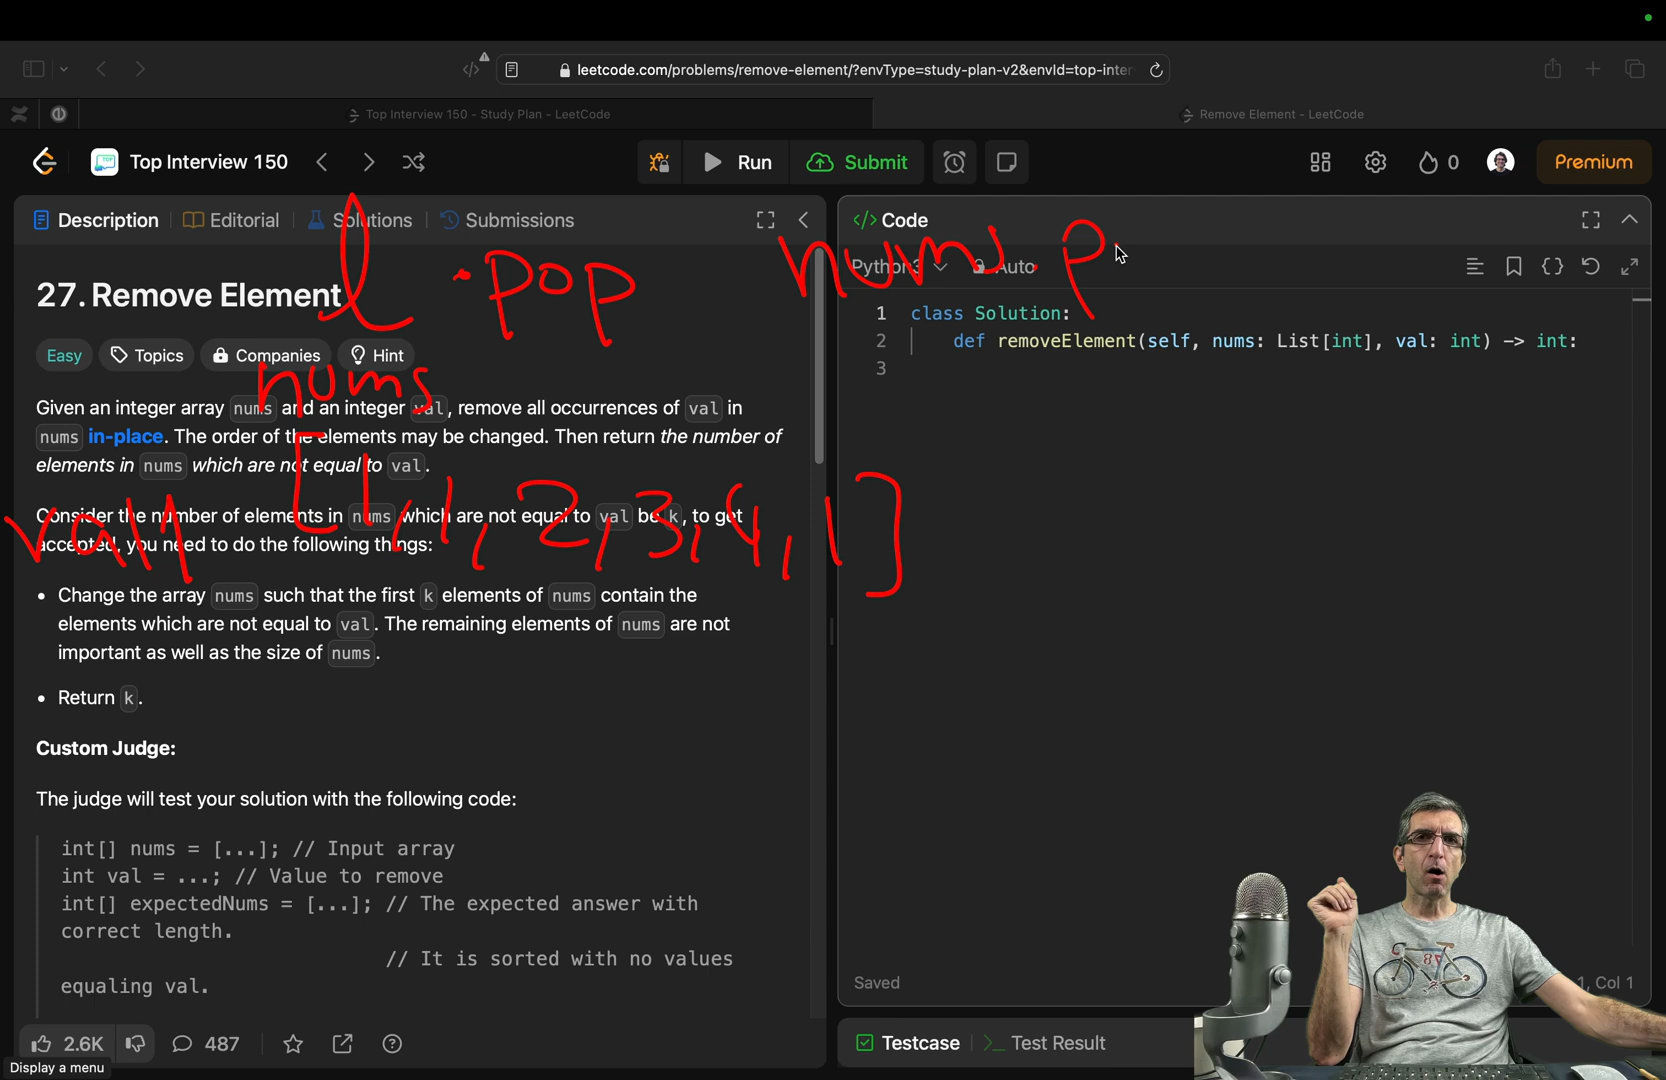 leetcode.com/problems/remove-element/?envType=study-plan-v2&envId=top-inter
Top Interview 150 - Study Plan - LeetCode
Remove Element - LeetCode
Top Interview 150
Run
Submit
0
Premium
Description
Editorial
Solutions
Submissions
l .pop
27. Remove Element
Easy
Topics
Companies
Hint
nums
Given an integer array nums and an integer val, remove all occurrences of val in
nums in-place. The order of the elements may be changed. Then return the number of
elements in nums which are not equal to val.
val 1 [1, 1, 2, 3, 4, 1]
Consider the number of elements in nums which are not equal to val be k, to get
accepted, you need to do the following things:
• Change the array nums such that the first k elements of nums contain the
elements which are not equal to val. The remaining elements of nums are not
important as well as the size of nums.
• Return k.
Custom Judge:
The judge will test your solution with the following code:
int[] nums = [...]; // Input array
int val = ...; // Value to remove
int[] expectedNums = [...]; // The expected answer with
correct length.
// It is sorted with no values
equaling val.
2.6K
487
Display a menu
</> Code
nums. p
Python3
Auto
1 class Solution:
2 def removeElement(self, nums: List[int], val: int) -> int:
3
Saved
1, Col 1
Testcase
Test Result